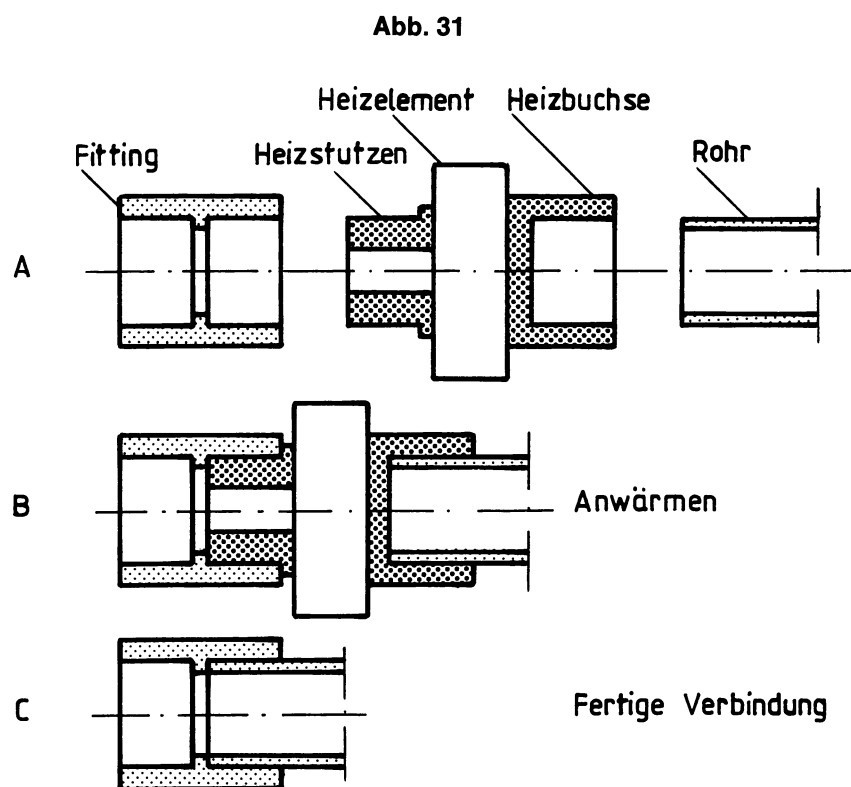 Abb. 31
Heizelement Heizbuchse
Fitting Heizstutzen Rohr
A
B Anwärmen
C Fertige Verbindung